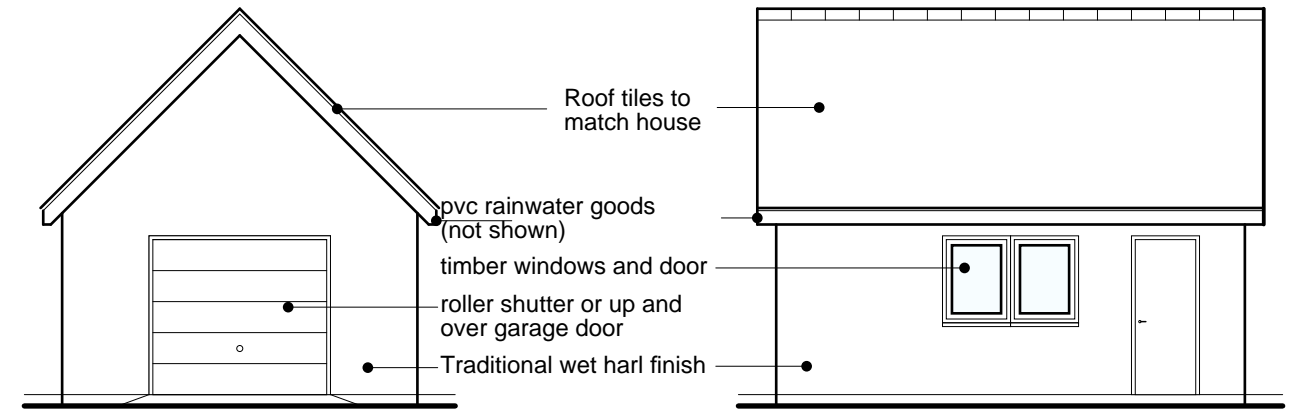 Roof tiles to
match house
pvc rainwater goods
(not shown)
timber windows and door
roller shutter or up and
over garage door
Traditional wet harl finish